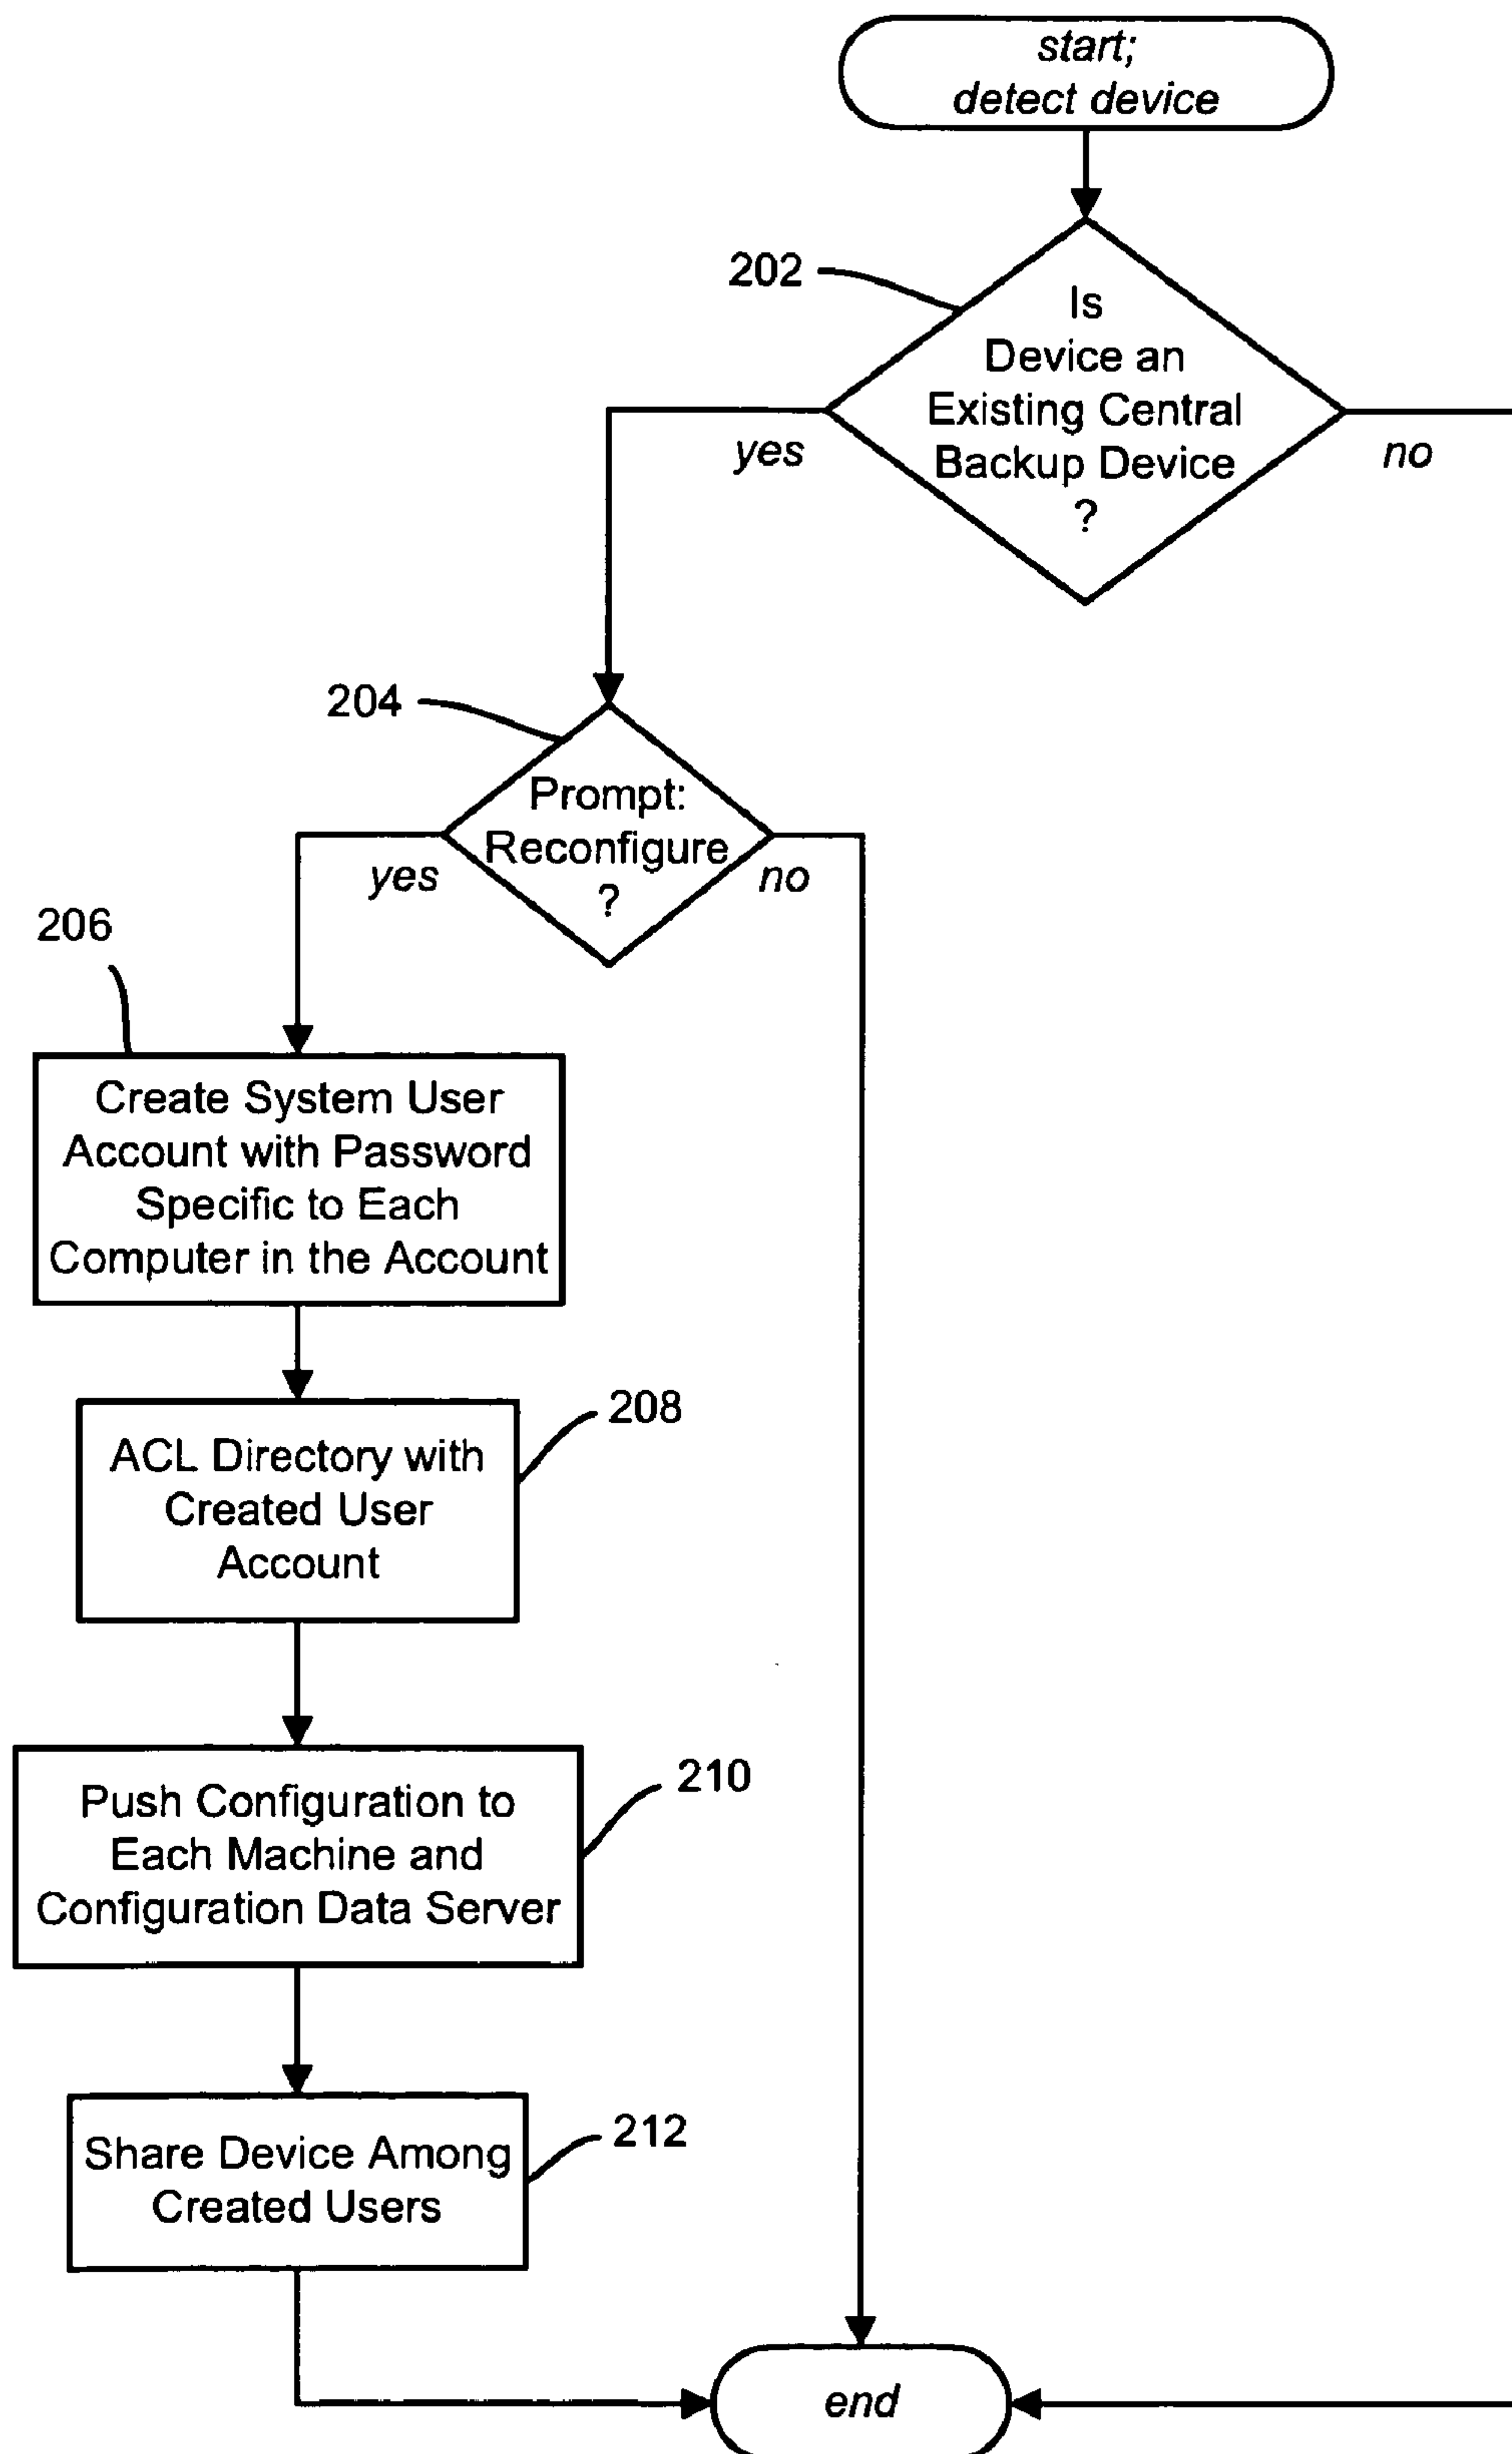 start;
detect device
202
Is
Device an
Existing Central
Backup Device
?
yes
no
204
Prompt:
Reconfigure
?
yes
no
206
Create System User
Account with Password
Specific to Each
Computer in the Account
208
ACL Directory with
Created User
Account
210
Push Configuration to
Each Machine and
Configuration Data Server
212
Share Device Among
Created Users
end